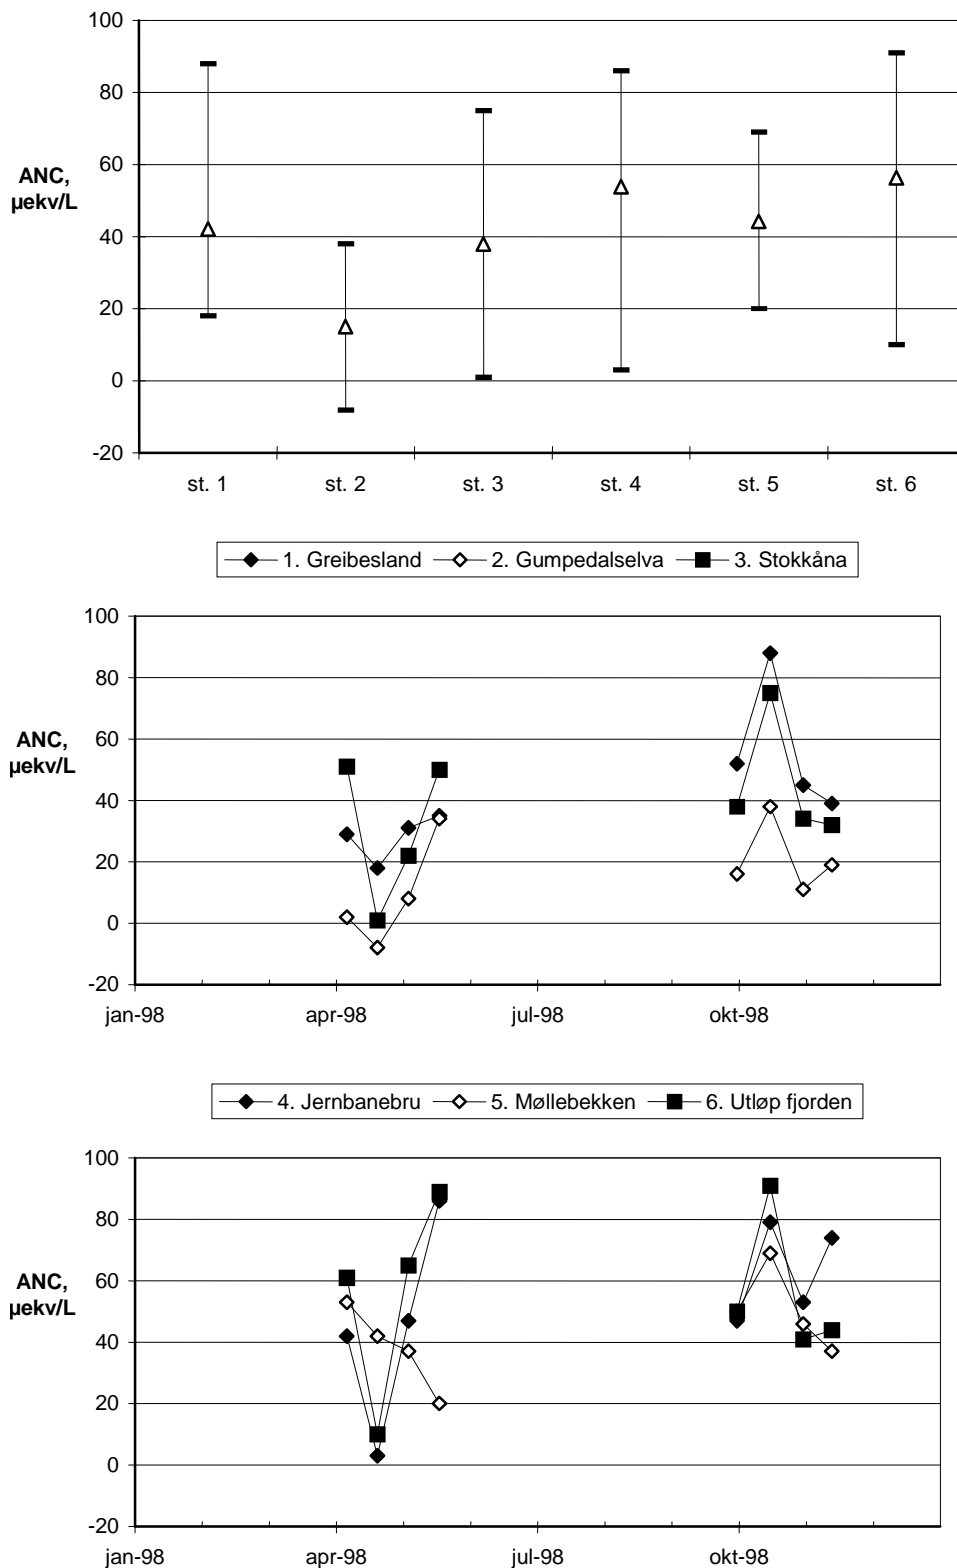 100
80
60
40
20
0
-20
ANC,
µekv/L
st. 1 st. 2 st. 3 st. 4 st. 5 st. 6
1. Greibesland 2. Gumpedalselva 3. Stokkåna
100
80
60
40
20
0
-20
ANC,
µekv/L
jan-98 apr-98 jul-98 okt-98
4. Jernbanebru 5. Møllebekken 6. Utløp fjorden
100
80
60
40
20
0
-20
ANC,
µekv/L
jan-98 apr-98 jul-98 okt-98